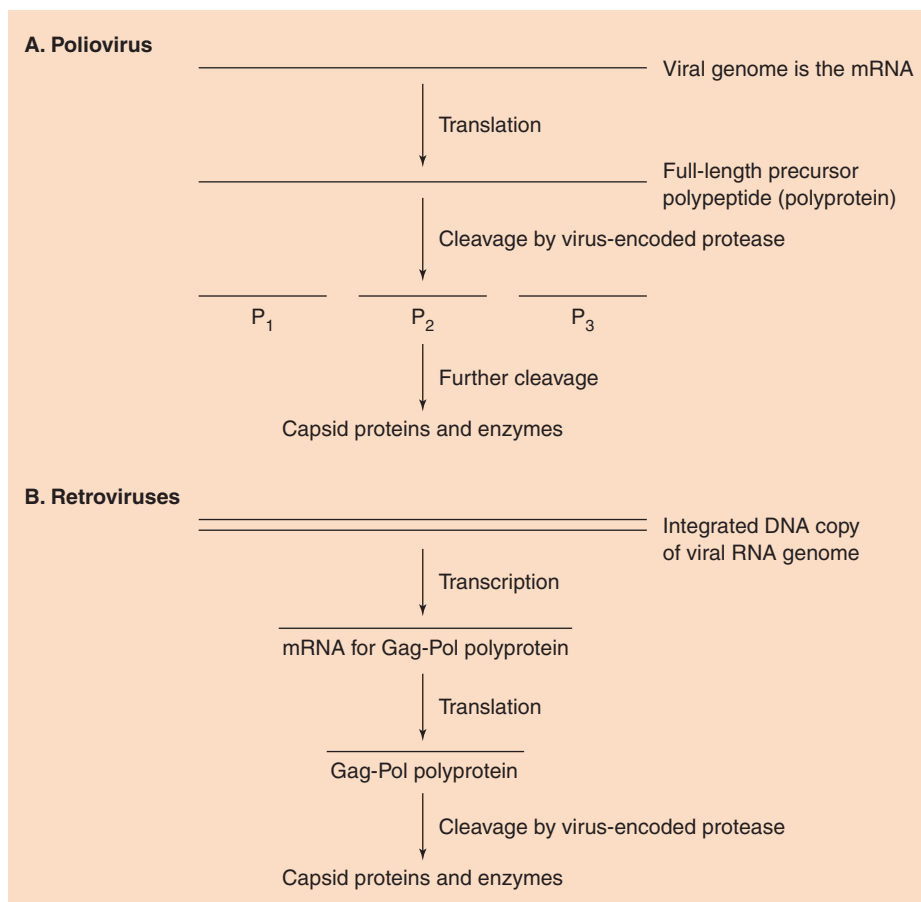 A. Poliovirus
Viral genome is the mRNA
Translation
Full-length precursor
polypeptide (polyprotein)
Cleavage by virus-encoded protease
P1 P2 P3
Further cleavage
Capsid proteins and enzymes
B. Retroviruses
Integrated DNA copy
of viral RNA genome
Transcription
mRNA for Gag-Pol polyprotein
Translation
Gag-Pol polyprotein
Cleavage by virus-encoded protease
Capsid proteins and enzymes